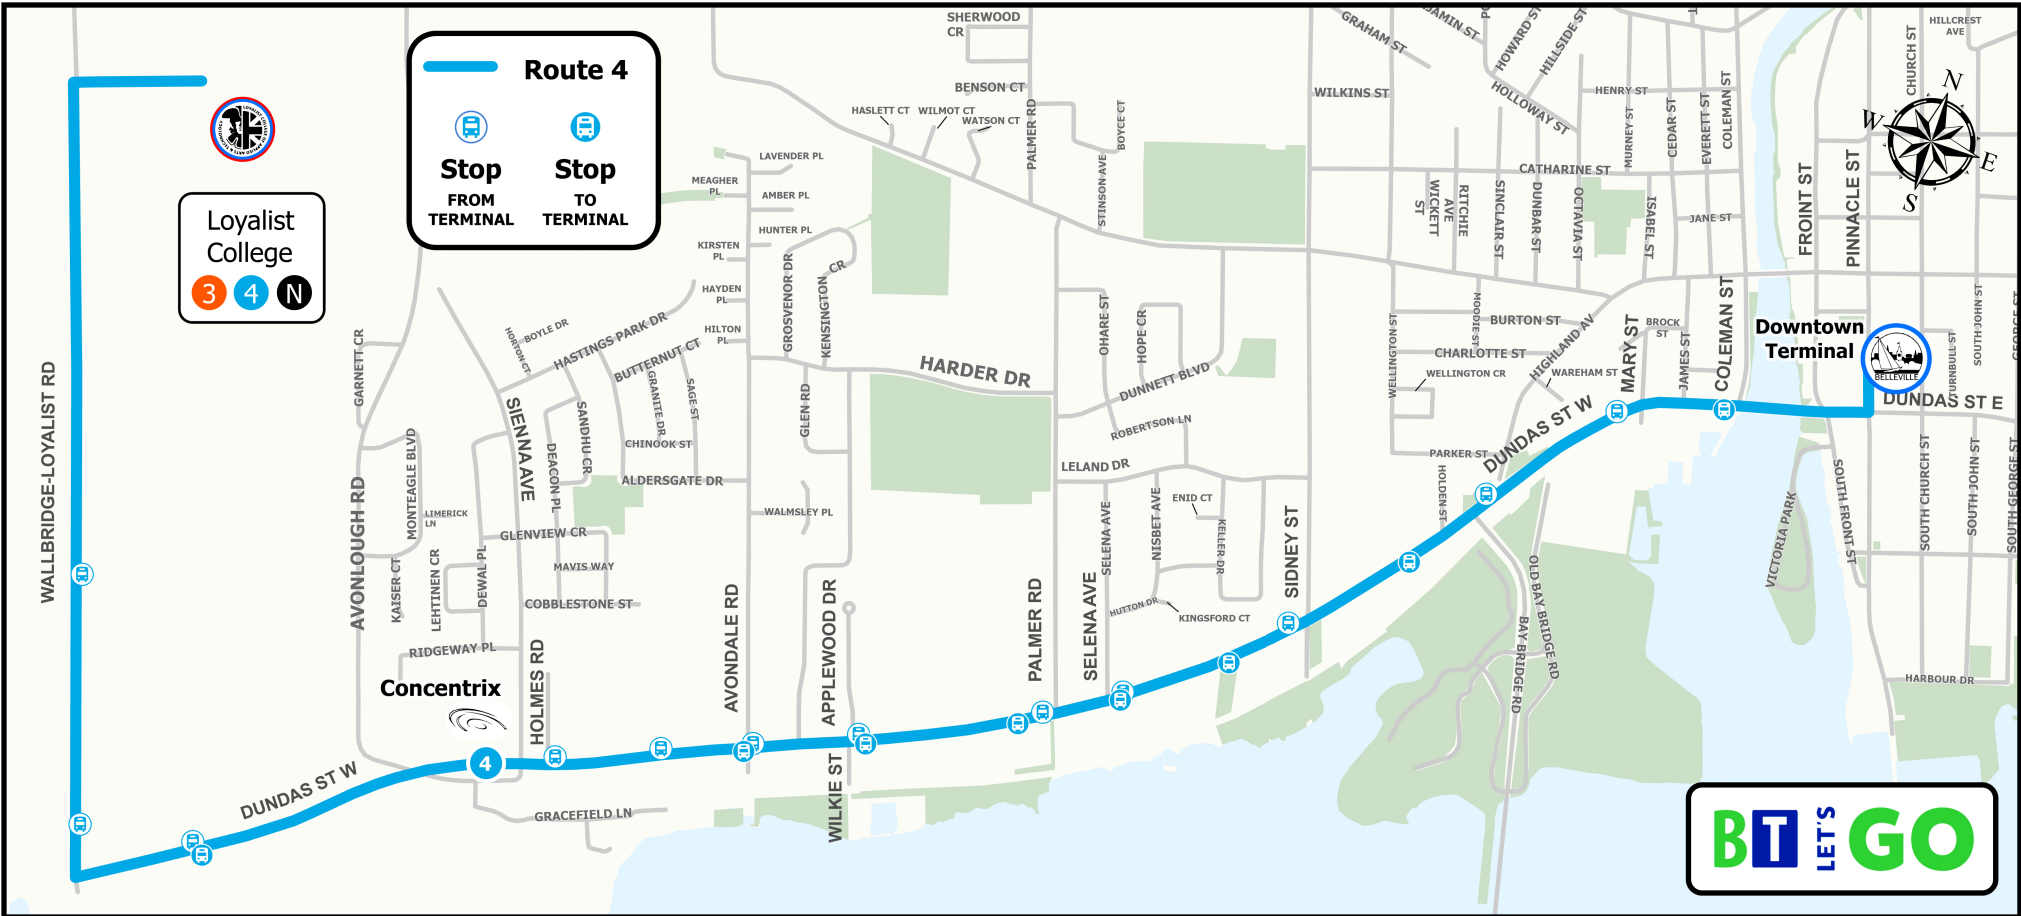 Route 4
Stop
FROM
TERMINAL
Stop
TO
TERMINAL
Loyalist
College
3
4
N
Concentrix
4
Downtown
Terminal
BELLEVILLE
N
W
E
S
BT
LET'S
GO
SHERWOOD
CR
BENSON CT
HASLETT CT
WILMOT CT
WATSON CT
PALMER RD
BOYCE CT
STINSON AVE
GRAHAM ST
HOWARD ST
HILLSIDE ST
HOLLOWAY ST
WILKINS ST
HENRY ST
MURNEY ST
CEDAR ST
EVERETT ST
COLEMAN ST
CHURCH ST
HILLCREST
AVE
CATHARINE ST
WICKETT
ST
RITCHIE
AVE
SINCLAIR ST
DUNBAR ST
OCTAVIA ST
ISABEL ST
JANE ST
FROINT ST
PINNACLE ST
LAVENDER PL
MEAGHER
PL
AMBER PL
HUNTER PL
KIRSTEN
PL
HAYDEN
PL
HILTON
PL
GROSVENOR DR
KENSINGTON
CR
GARNETT CR
HORTON CT
BOYLE DR
HASTINGS PARK DR
BUTTERNUT CT
GRANITE DR
SAGE ST
SANDHU CR
CHINOOK ST
ALDERSGATE DR
SIENNA AVE
DEACON PL
GLEN RD
HARDER DR
WALMSLEY PL
OHARE ST
HOPE CR
DUNNETT BLVD
ROBERTSON LN
LELAND DR
WELLINGTON ST
MOODIE ST
BURTON ST
CHARLOTTE ST
WELLINGTON CR
HIGHLAND AV
WAREHAM ST
BROCK
ST
MARY ST
JAMES ST
COLEMAN ST
PARKER ST
HOLDEN ST
DUNDAS ST W
DUNDAS ST E
TURNBULL ST
SOUTH JOHN ST
GEORGE ST
WALLBRIDGE-LOYALIST RD
AVONLOUGH RD
MONTEAGLE BLVD
LIMERICK
LN
KAISER CT
LEHTINEN CR
DEWAL PL
GLENVIEW CR
MAVIS WAY
COBBLESTONE ST
RIDGEWAY PL
HOLMES RD
AVONDALE RD
APPLEWOOD DR
WILKIE ST
PALMER RD
SELENA AVE
SELENA AVE
NISBET AVE
ENID CT
KELLER DR
HUTTON DR
KINGSFORD CT
SIDNEY ST
OLD BAY BRIDGE RD
BAY BRIDGE RD
VICTORIA PARK
SOUTH FRONT ST
SOUTH CHURCH ST
SOUTH JOHN ST
SOUTH GEORGE ST
HARBOUR DR
DUNDAS ST W
GRACEFIELD LN